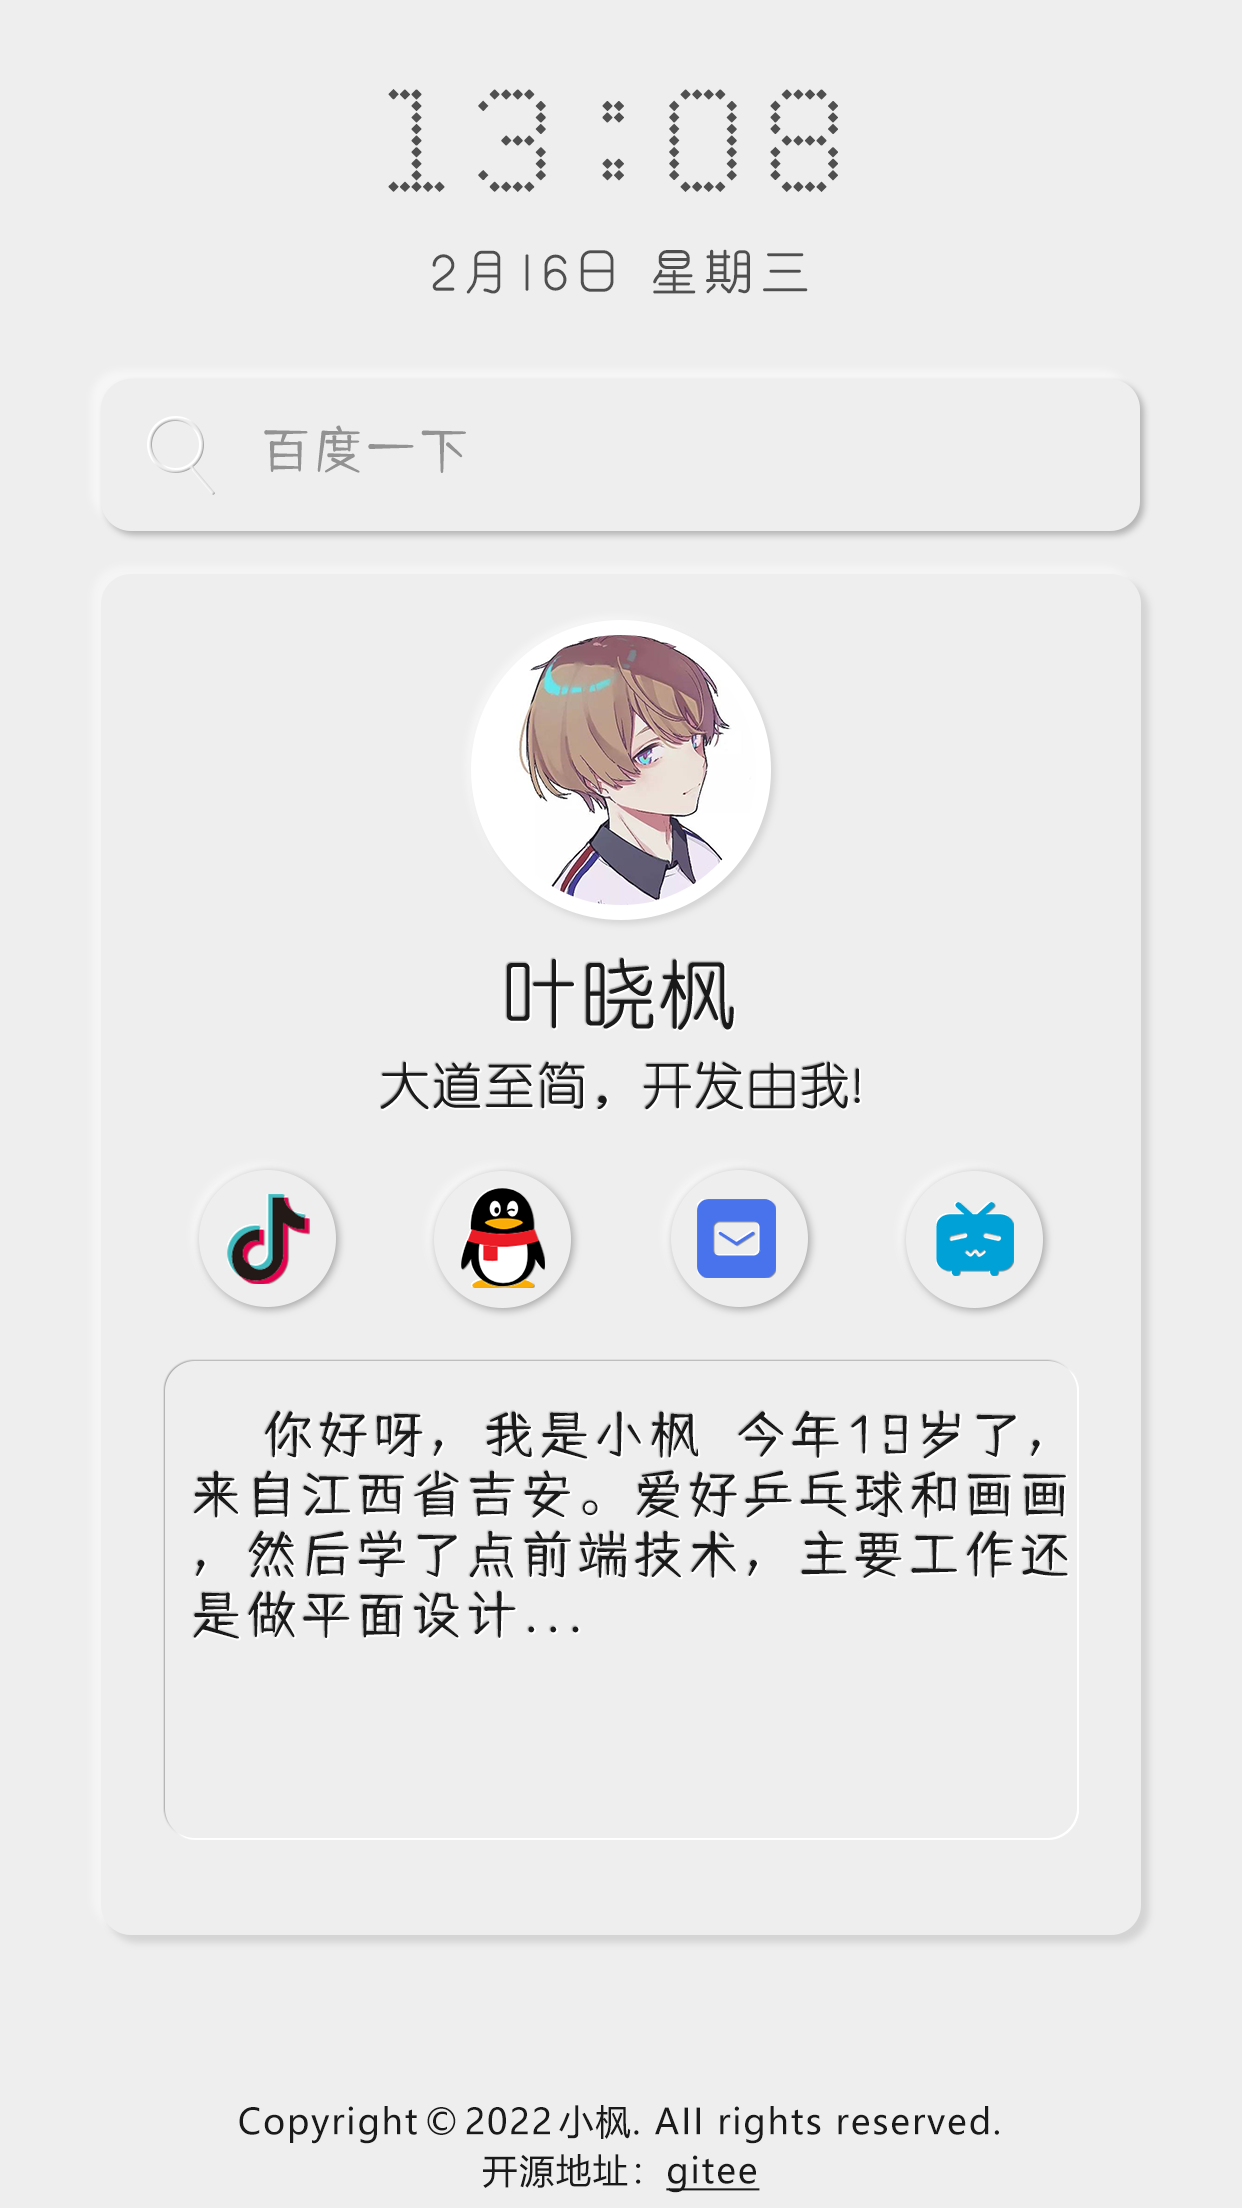 13:08
2月16日 星期三
百度一下
叶晓枫
大道至简，开发由我!
你好呀，我是小枫 今年19岁了，
来自江西省吉安。爱好乒乓球和画画
，然后学了点前端技术，主要工作还
是做平面设计...
Copyright © 2022小枫. All rights reserved.
开源地址：gitee